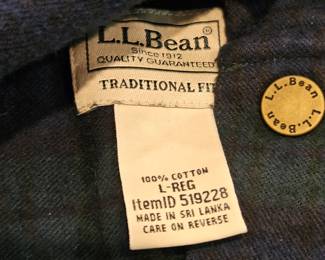 L.L.Bean®
Since 1912
QUALITY GUARANTEED
TRADITIONAL FIT
100% COTTON
L-REG
ItemID 519228
MADE IN SRI LANKA
CARE ON REVERSE
L.L.Bean L.L.Bean